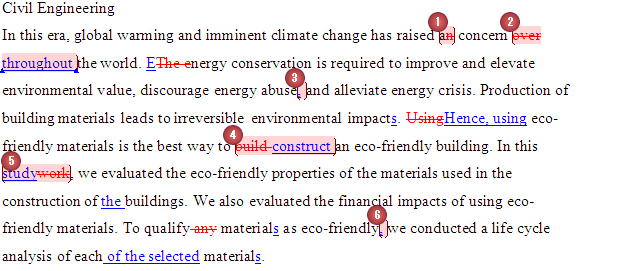 Civil Engineering
In this era, global warming and imminent climate change has raised an concern over
throughout the world. EThe energy conservation is required to improve and elevate
environmental value, discourage energy abuse, and alleviate energy crisis. Production of
building materials leads to irreversible environmental impacts. UsingHence, using eco-
friendly materials is the best way to build construct an eco-friendly building. In this
studywork, we evaluated the eco-friendly properties of the materials used in the
construction of the buildings. We also evaluated the financial impacts of using eco-
friendly materials. To qualify any materials as eco-friendly, we conducted a life cycle
analysis of each of the selected materials.
1
2
3
4
5
6